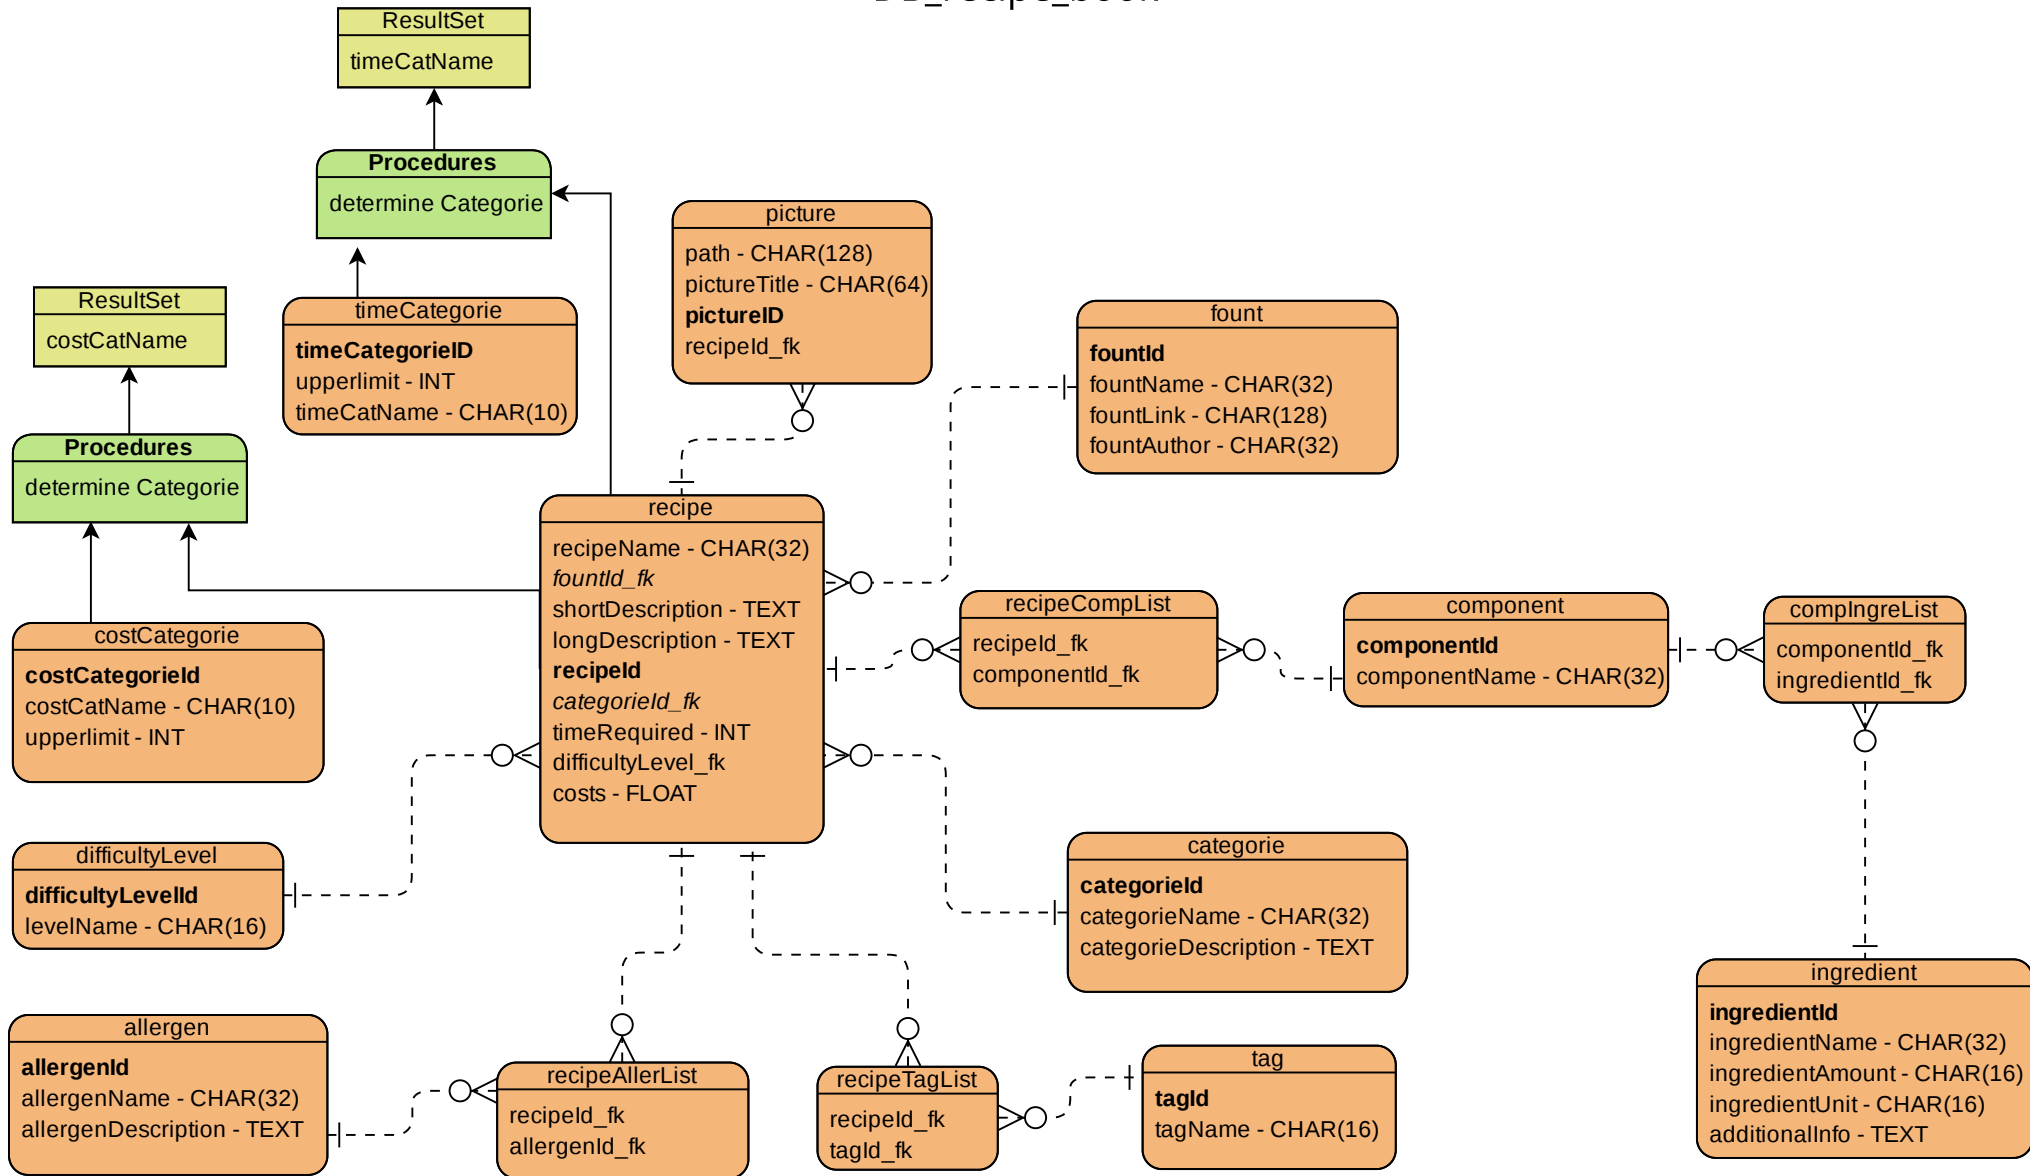 ResultSet
timeCatName
Procedures
determine Categorie
timeCategorie
timeCategorieID
upperlimit - INT
timeCatName - CHAR(10)
ResultSet
costCatName
Procedures
determine Categorie
costCategorie
costCategorieId
costCatName - CHAR(10)
upperlimit - INT
picture
path - CHAR(128)
pictureTitle - CHAR(64)
pictureID
recipeId_fk
fount
fountId
fountName - CHAR(32)
fountLink - CHAR(128)
fountAuthor - CHAR(32)
recipe
recipeName - CHAR(32)
fountId_fk
shortDescription - TEXT
longDescription - TEXT
recipeId
categorieId_fk
timeRequired - INT
difficultyLevel_fk
costs - FLOAT
recipeCompList
recipeId_fk
componentId_fk
component
componentId
componentName - CHAR(32)
compIngreList
componentId_fk
ingredientId_fk
difficultyLevel
difficultyLevelId
levelName - CHAR(16)
categorie
categorieId
categorieName - CHAR(32)
categorieDescription - TEXT
ingredient
ingredientId
ingredientName - CHAR(32)
ingredientAmount - CHAR(16)
ingredientUnit - CHAR(16)
additionalInfo - TEXT
allergen
allergenId
allergenName - CHAR(32)
allergenDescription - TEXT
recipeAllerList
recipeId_fk
allergenId_fk
recipeTagList
recipeId_fk
tagId_fk
tag
tagId
tagName - CHAR(16)